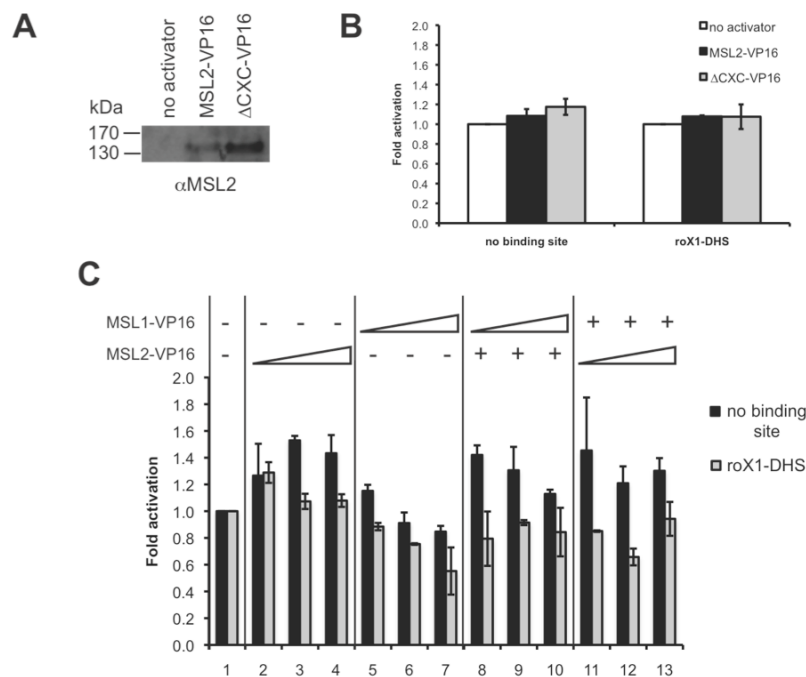 A
no activator
MSL2-VP16
ΔCXC-VP16
kDa
170
130
αMSL2
B
Fold activation
2.0
1.8
1.6
1.4
1.2
1.0
0.8
0.6
0.4
0.2
0.0
no activator
MSL2-VP16
ΔCXC-VP16
no binding site
roX1-DHS
C
MSL1-VP16 - - - - + + +
MSL2-VP16 - - - - + + +
Fold activation
2.0
1.8
1.6
1.4
1.2
1.0
0.8
0.6
0.4
0.2
0.0
1 2 3 4 5 6 7 8 9 10 11 12 13
no binding
site
roX1-DHS